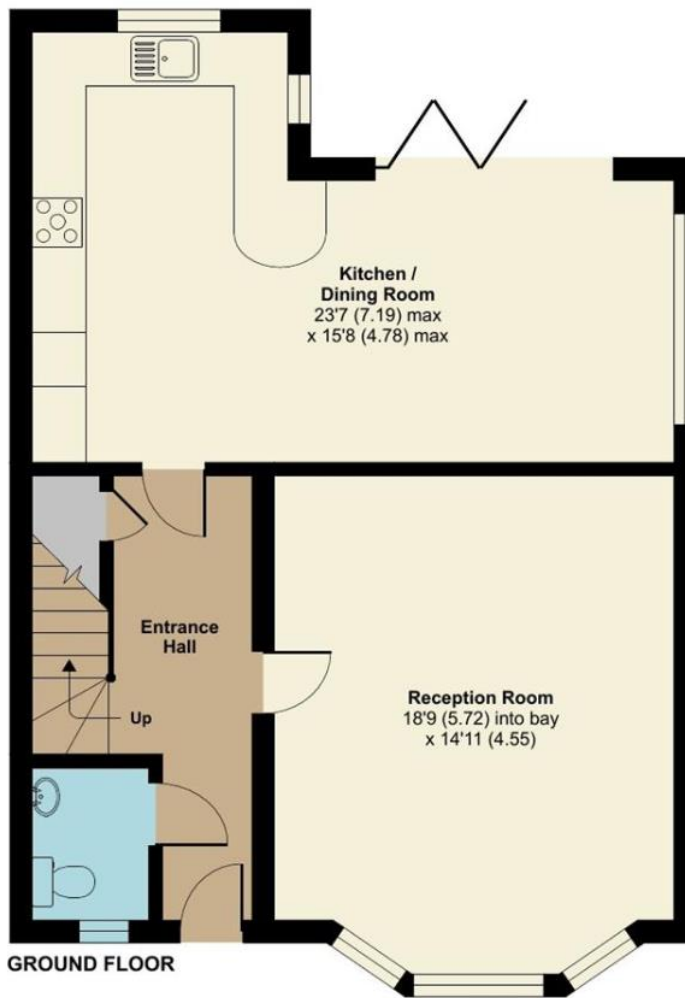 Kitchen /
Dining Room
23'7 (7.19) max
x 15'8 (4.78) max
Entrance
Hall
Up
Reception Room
18'9 (5.72) into bay
x 14'11 (4.55)
GROUND FLOOR